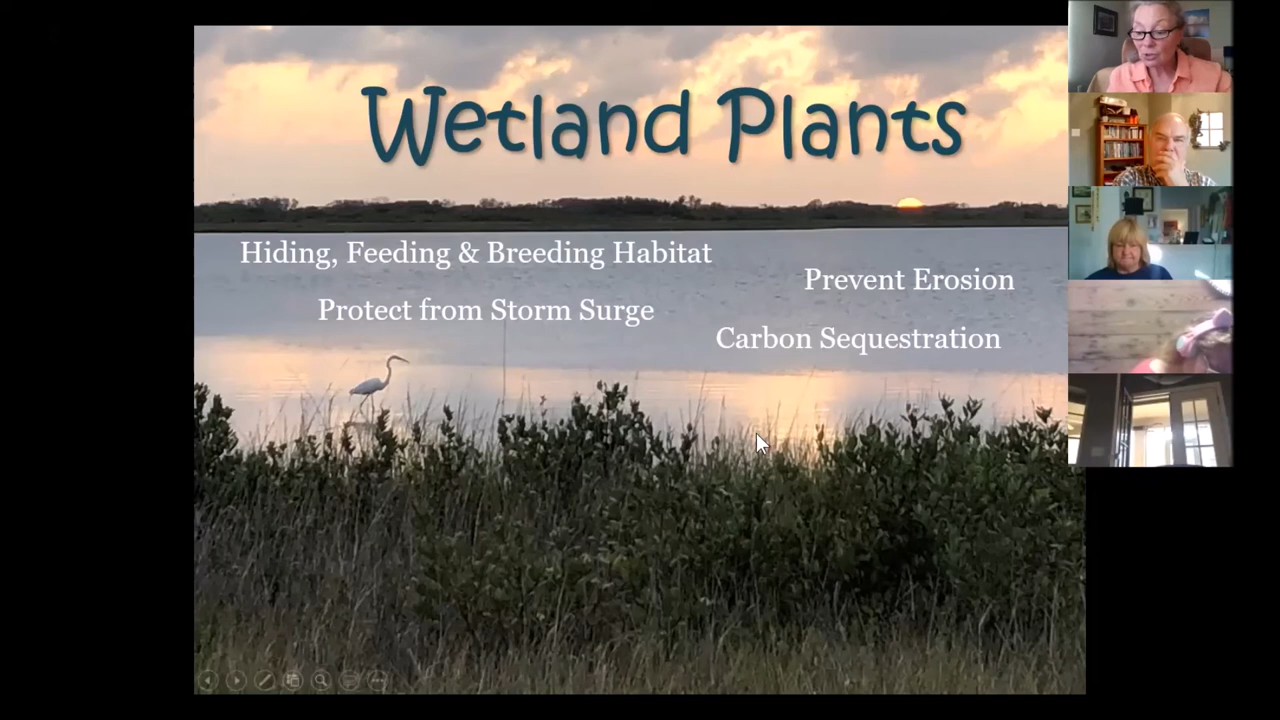 Wetland Plants
Hiding, Feeding & Breeding Habitat
Prevent Erosion
Protect from Storm Surge
Carbon Sequestration